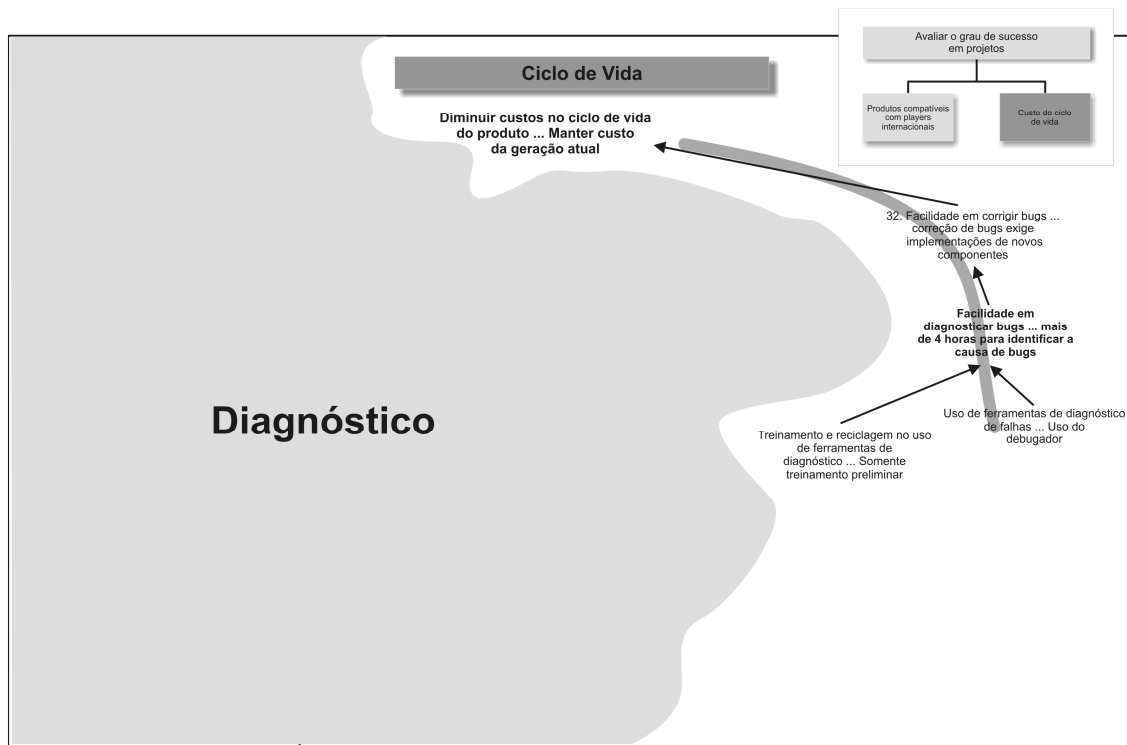 Avaliar o grau de sucesso
em projetos
Produtos compatíveis
com players
internacionais
Custo do ciclo
de vida
Ciclo de Vida
Diminuir custos no ciclo de vida
do produto ... Manter custo
da geração atual
32. Facilidade em corrigir bugs ...
correção de bugs exige
implementações de novos
componentes
Facilidade em
diagnosticar bugs ... mais
de 4 horas para identificar a
causa de bugs
Uso de ferramentas de diagnóstico
de falhas ... Uso do
debugador
Treinamento e reciclagem no uso
de ferramentas de
diagnóstico ... Somente
treinamento preliminar
Diagnóstico